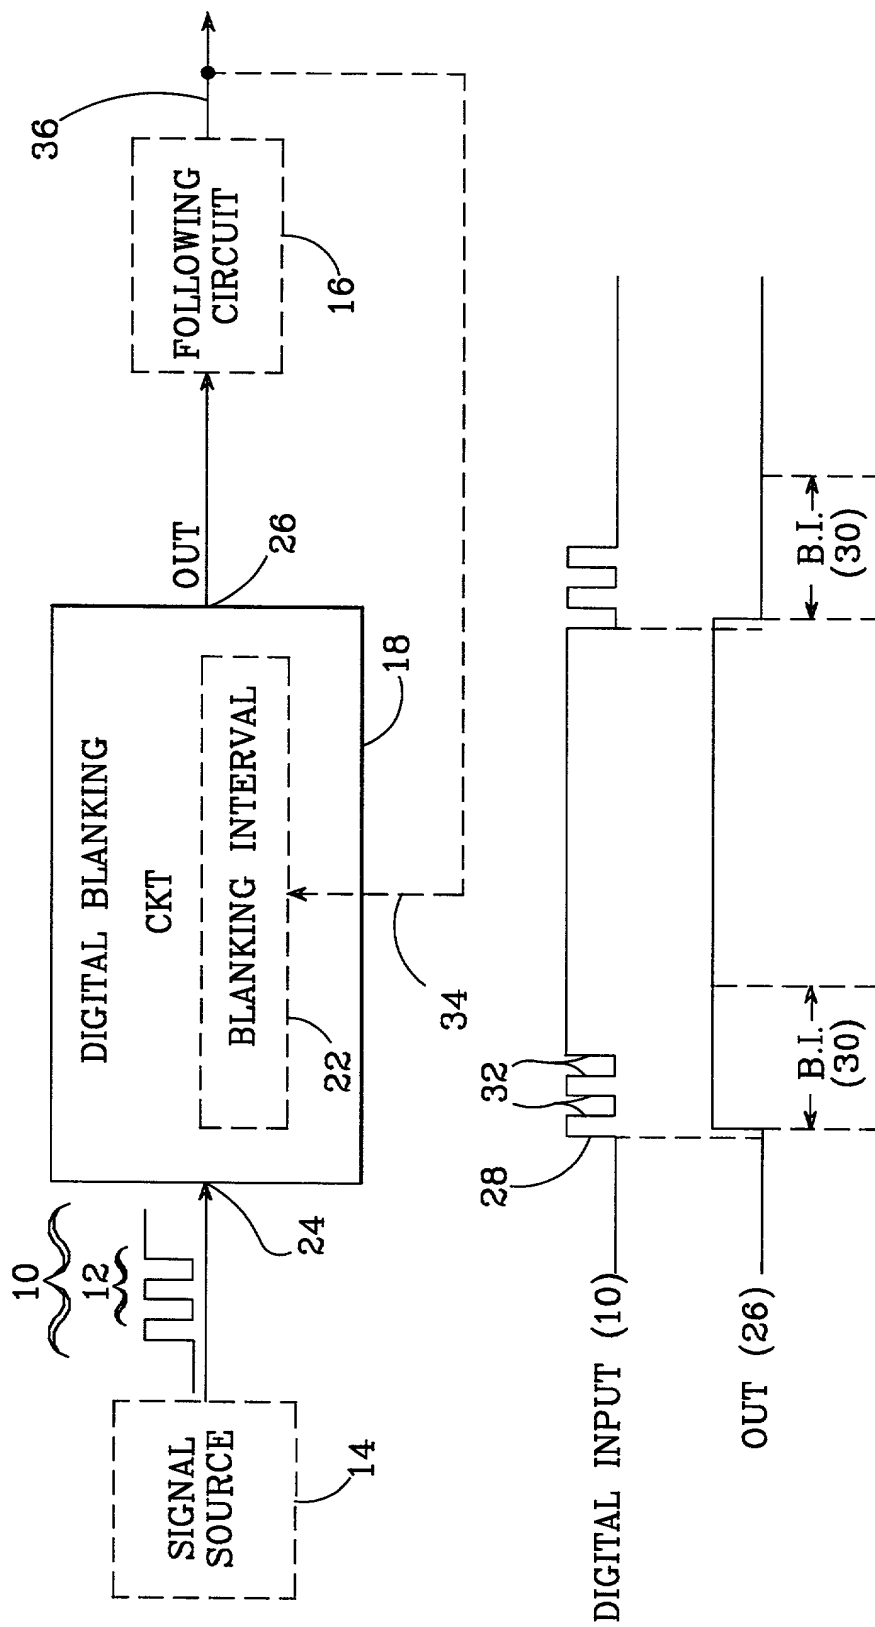 10
12
SIGNAL
SOURCE
14
24
DIGITAL BLANKING
CKT
BLANKING INTERVAL
22
18
34
OUT
26
FOLLOWING
CIRCUIT
16
36
DIGITAL INPUT (10)
28
32
OUT (26)
B.I.
(30)
B.I.
(30)